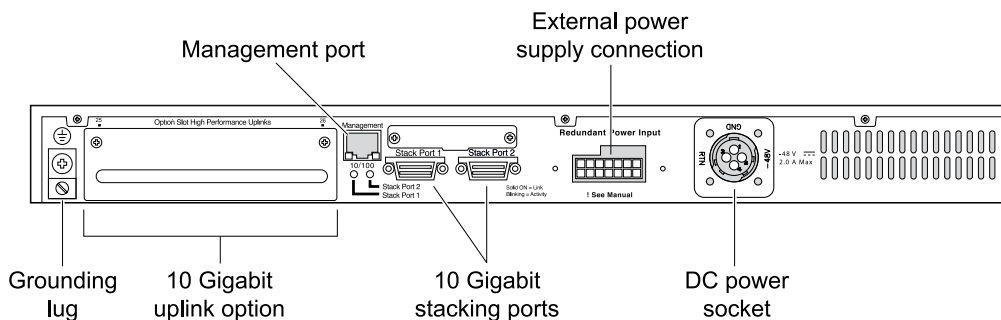 External power
supply connection
Management port
25
Option Slot High Performance Uplinks
26
Management
Redundant Power Input
GND
RTN
-48V
-48 V
2.0 A Max
Stack Port 1
Stack Port 2
10/100
Stack Port 2
Stack Port 1
Solid ON = Link
Blinking = Activity
! See Manual
Grounding
lug
10 Gigabit
uplink option
10 Gigabit
stacking ports
DC power
socket